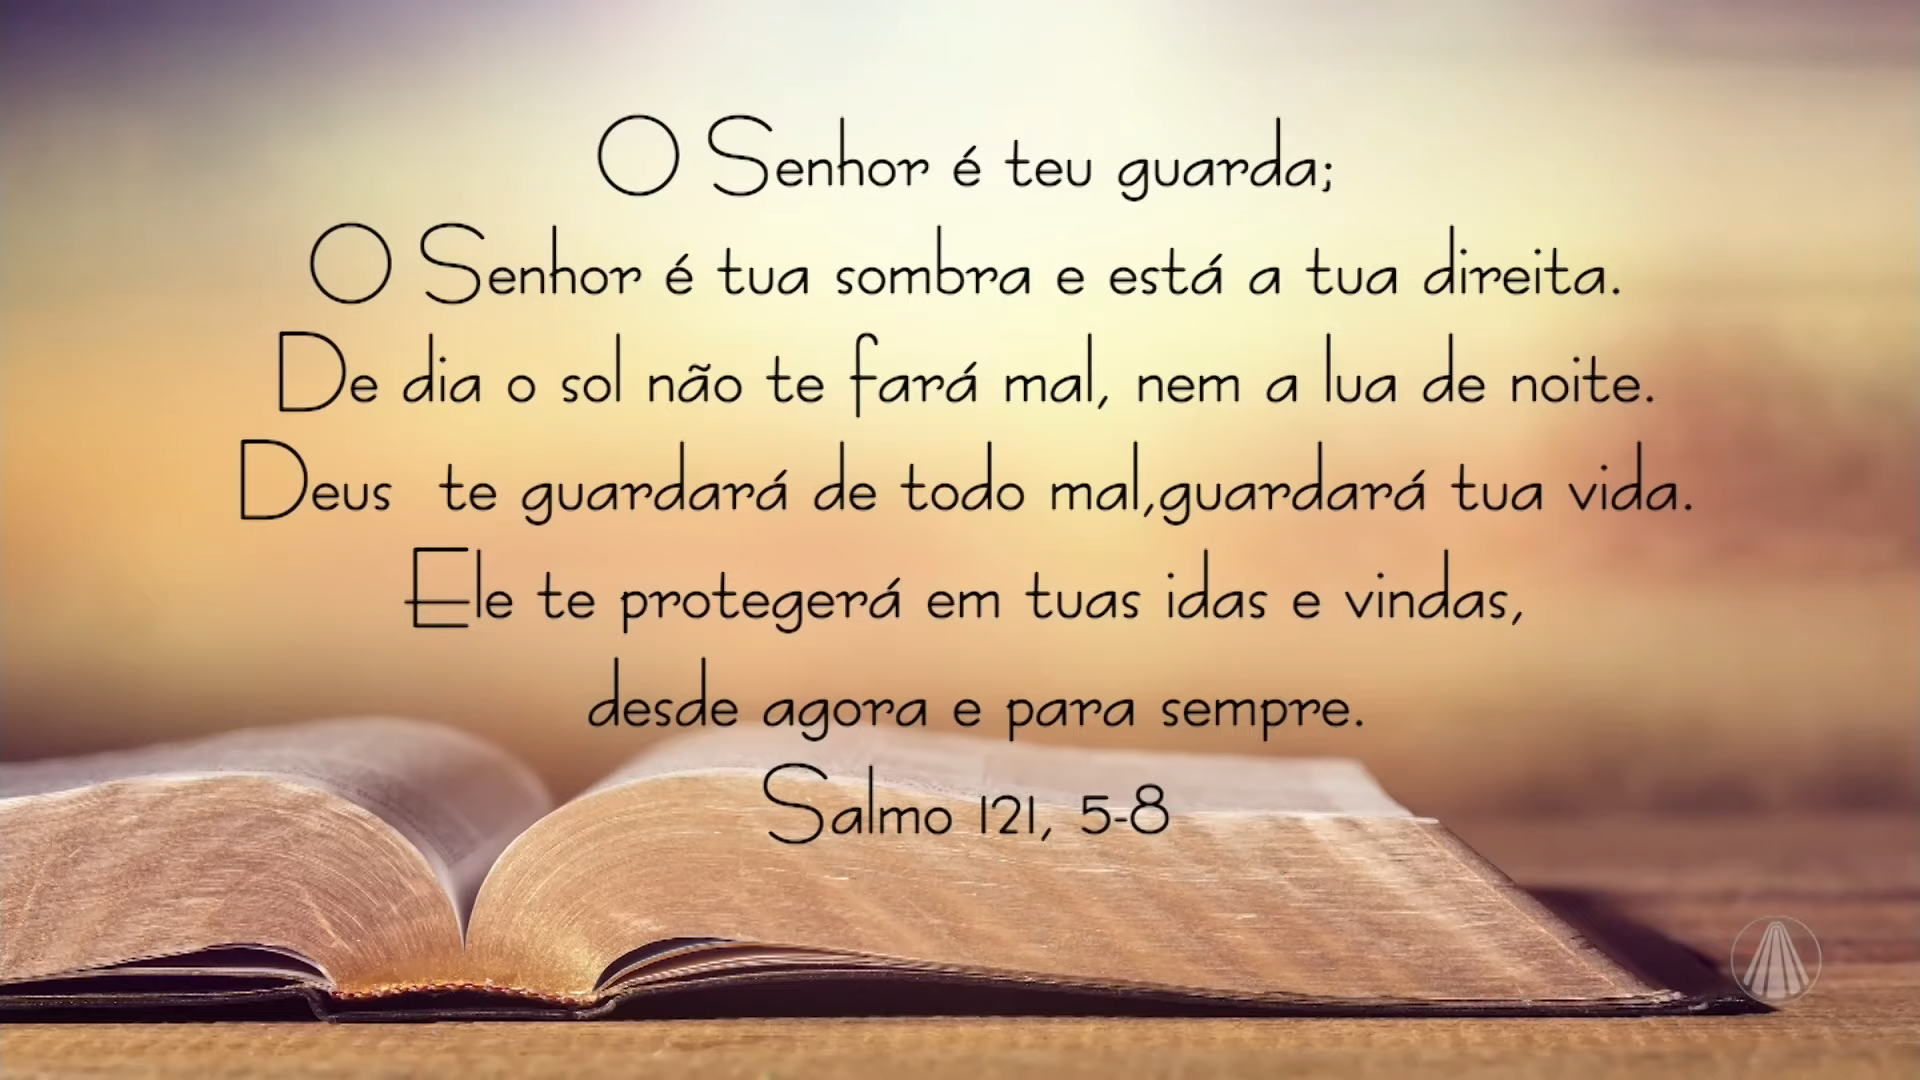 O Senhor é teu guarda;
O Senhor é tua sombra e está a tua direita.
De dia o sol não te fará mal, nem a lua de noite.
Deus  te guardará de todo mal,guardará tua vida.
Ele te protegerá em tuas idas e vindas,
desde agora e para sempre.
Salmo 121, 5-8